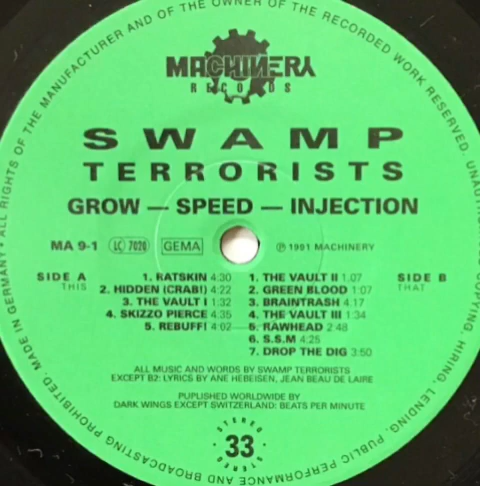 ALL RIGHTS OF THE MANUFACTURER AND OF THE OWNER OF THE RECORDED WORK RESERVED. UNAU
COPYING, HIRING, LENDING, PUBLIC PERFORMANCE AND BROADCASTING PROHIBITED. MADE IN GERMANY •
MACHINERY
RECORDS
SWAMP
TERRORISTS
GROW — SPEED — INJECTION
MA 9-1 LC 7020 GEMA ℗ 1991 MACHINERY
SIDE A
THIS
1. RATSKIN 4:30
2. HIDDEN (CRAB!) 4:22
3. THE VAULT I 1:32
4. SKIZZO PIERCE 4:35
5. REBUFF! 4:02
SIDE B
THAT
1. THE VAULT II 1:07
2. GREEN BLOOD 1:07
3. BRAINTRASH 4:17
4. THE VAULT III 1:34
5. RAWHEAD 2 48
6. S.S.M 4:25
7. DROP THE DIG 3:50
ALL MUSIC AND WORDS BY SWAMP TERRORISTS
EXCEPT B2: LYRICS BY ANE HEBEISEN, JEAN BEAU DE LAIRE
PUPLISHED WORLDWIDE BY
DARK WINGS EXCEPT SWITZERLAND: BEATS PER MINUTE
STEREO
33
STEREO